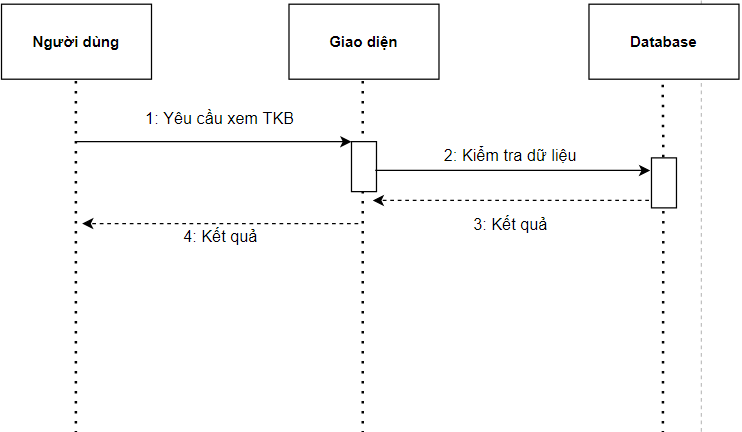 Người dùng
Giao diện
Database
1: Yêu cầu xem TKB
2: Kiểm tra dữ liệu
3: Kết quả
4: Kết quả